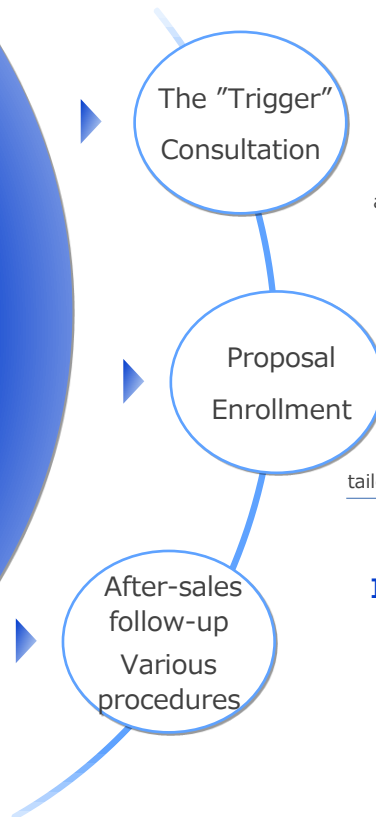 The ”Trigger”
Consultation
Proposal
Enrollment
After-sales
follow-up
Various
procedures